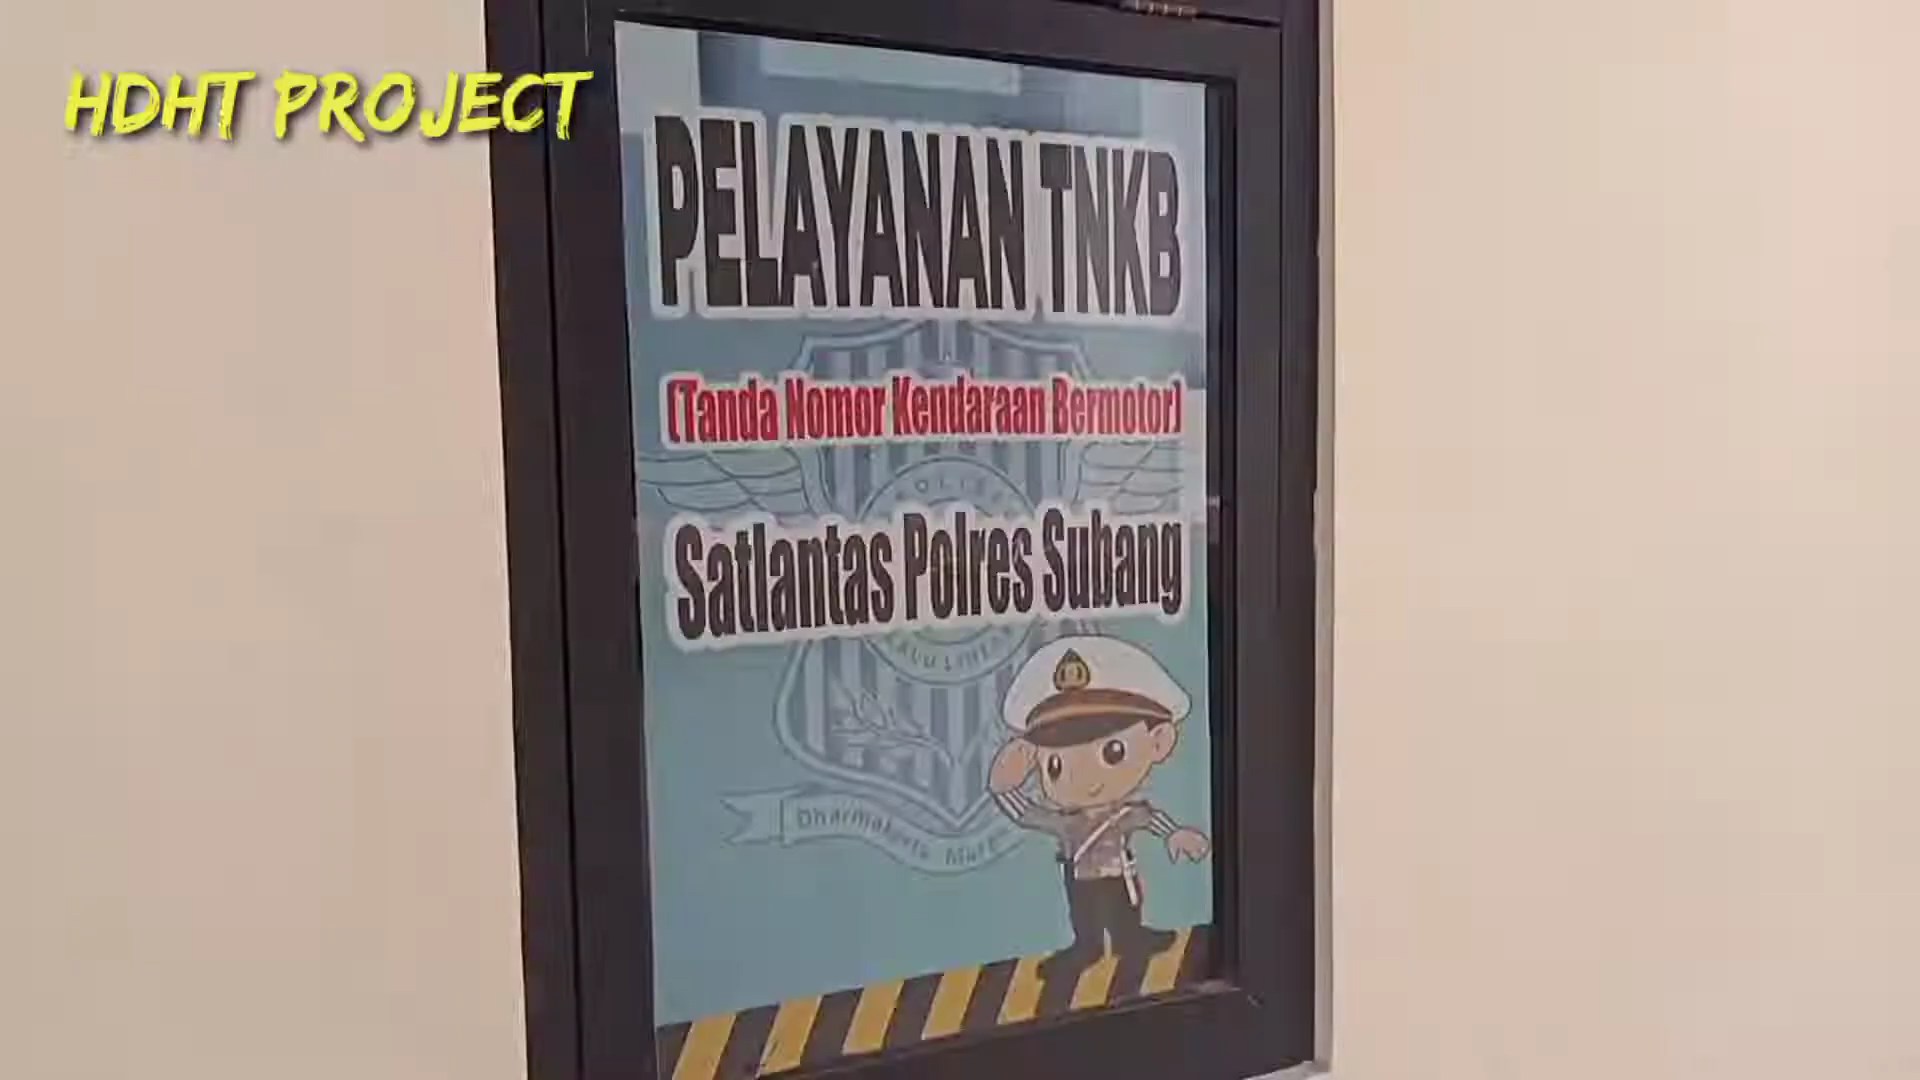 HDHT PROJECT
PELAYANAN TNKB
(Tanda Nomor Kendaraan Bermotor)
Satlantas Polres Subang